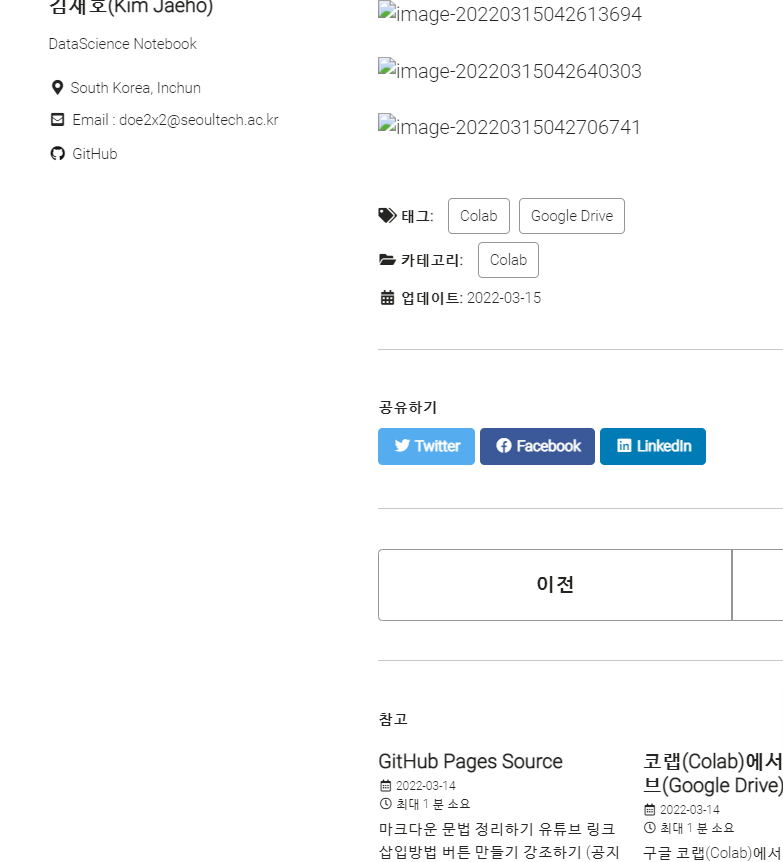 김재호(Kim Jaeho)
DataScience Notebook
South Korea, Inchun
Email : doe2x2@seoultech.ac.kr
GitHub
image-20220315042613694
image-20220315042640303
image-20220315042706741
태그: Colab Google Drive
카테고리: Colab
업데이트: 2022-03-15
공유하기
Twitter Facebook LinkedIn
이전
참고
GitHub Pages Source
2022-03-14
최대 1 분 소요
마크다운 문법 정리하기 유튜브 링크
삽입방법 버튼 만들기 강조하기 (공지
코랩(Colab)에서
브(Google Drive)
2022-03-14
최대 1 분 소요
구글 코랩(Colab)에서